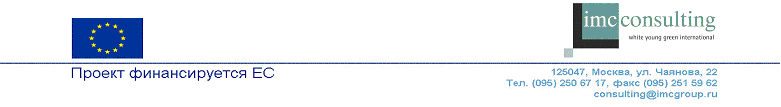 imcconsulting
white young green international
Проект финансируется ЕС
125047, Москва, ул. Чаянова, 22
Тел. (095) 250 67 17, факс (095) 251 59 62
consulting@imcgroup.ru